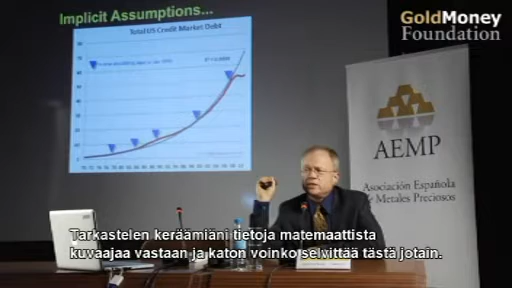 Implicit Assumptions...
Total US Credit Market Debt
GoldMoney
Foundation
AEMP
Asociación Española
de Metales Preciosos
Tarkastelen keräämiäni tietoja matemaattista
kuvaajaa vastaan ja katon voinko selvittää tästä jotain.